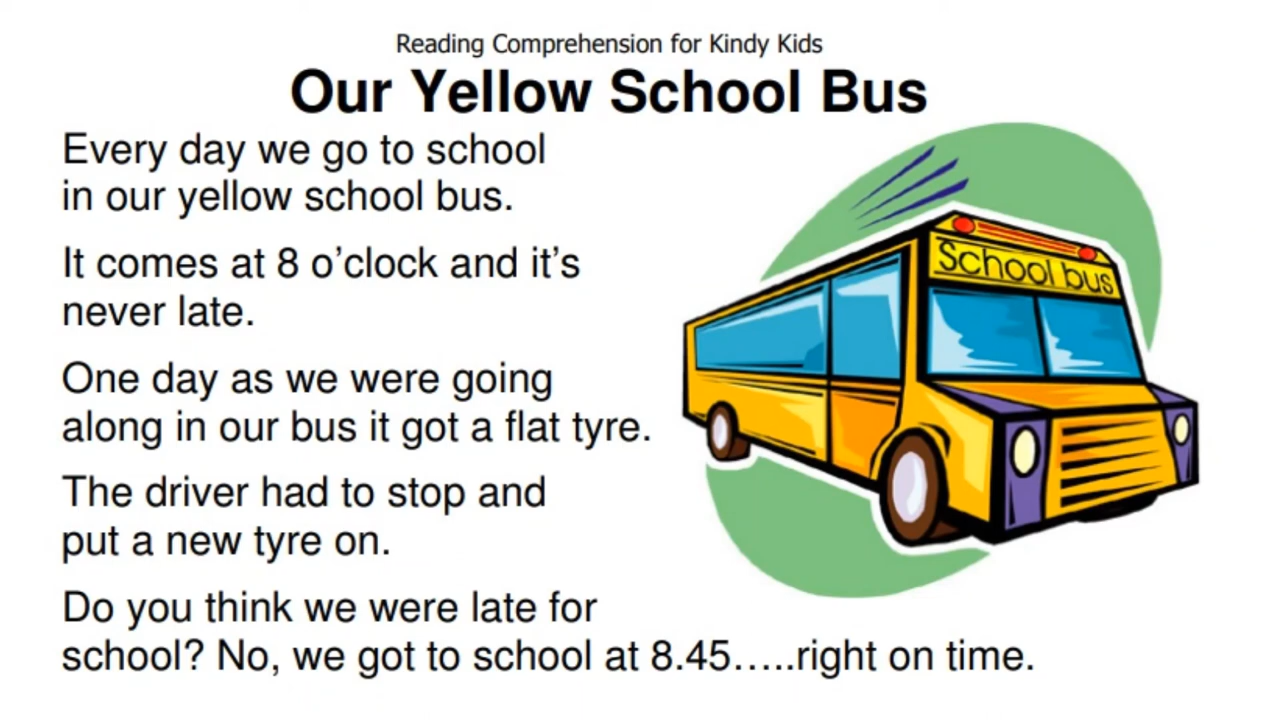 Reading Comprehension for Kindy Kids
Our Yellow School Bus
Every day we go to school
in our yellow school bus.
It comes at 8 o’clock and it’s
never late.
One day as we were going
along in our bus it got a flat tyre.
The driver had to stop and
put a new tyre on.
Do you think we were late for
school? No, we got to school at 8.45…..right on time.
School bus